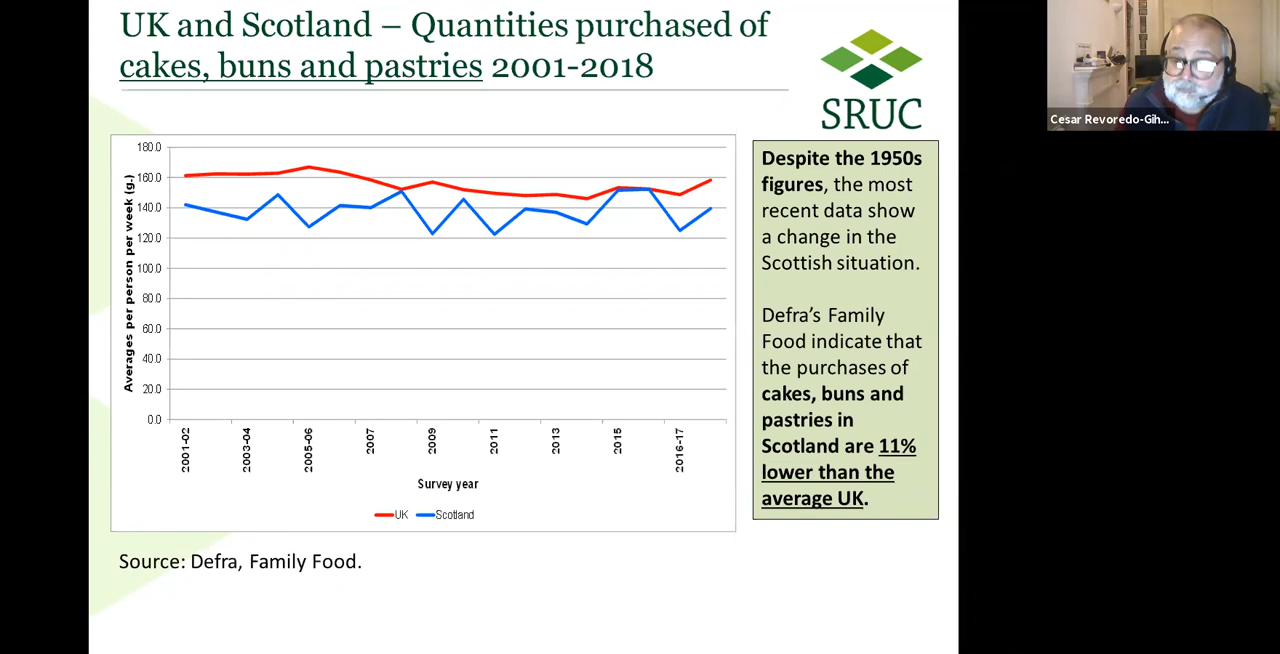 UK and Scotland – Quantities purchased of
cakes, buns and pastries 2001-2018
SRUC
Cesar Revoredo-Gih...
180.0
160.0
140.0
120.0
100.0
80.0
60.0
40.0
20.0
0.0
Averages per person per week (g.)
2001-02
2003-04
2005-06
2007
2009
2011
2013
2015
2016-17
Survey year
UK
Scotland
Despite the 1950s
figures, the most
recent data show
a change in the
Scottish situation.
Defra’s Family
Food indicate that
the purchases of
cakes, buns and
pastries in
Scotland are 11%
lower than the
average UK.
Source: Defra, Family Food.